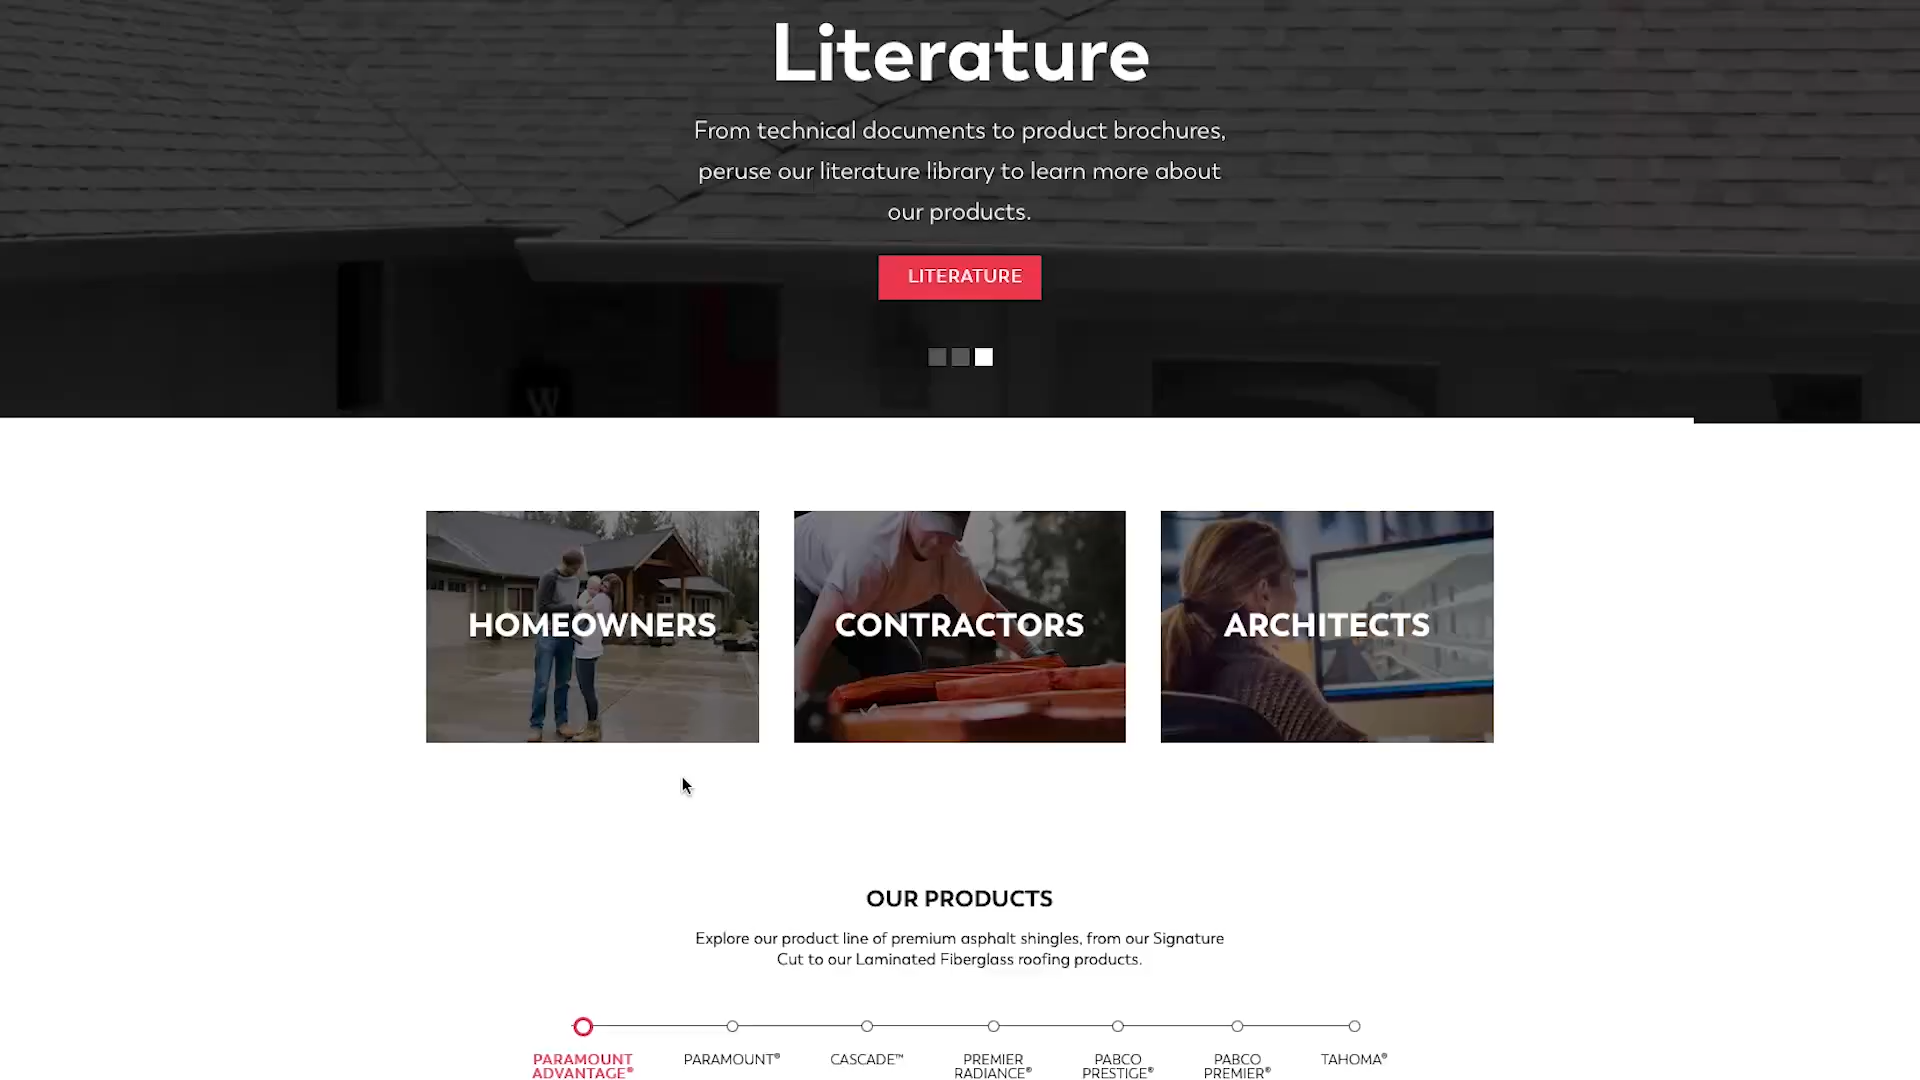 Literature
From technical documents to product brochures,
peruse our literature library to learn more about
our products.
LITERATURE
W
HOMEOWNERS
CONTRACTORS
ARCHITECTS
OUR PRODUCTS
Explore our product line of premium asphalt shingles, from our Signature
Cut to our Laminated Fiberglass roofing products.
PARAMOUNT
ADVANTAGE®
PARAMOUNT®
CASCADE™
PREMIER
RADIANCE®
PABCO
PRESTIGE®
PABCO
PREMIER®
TAHOMA®